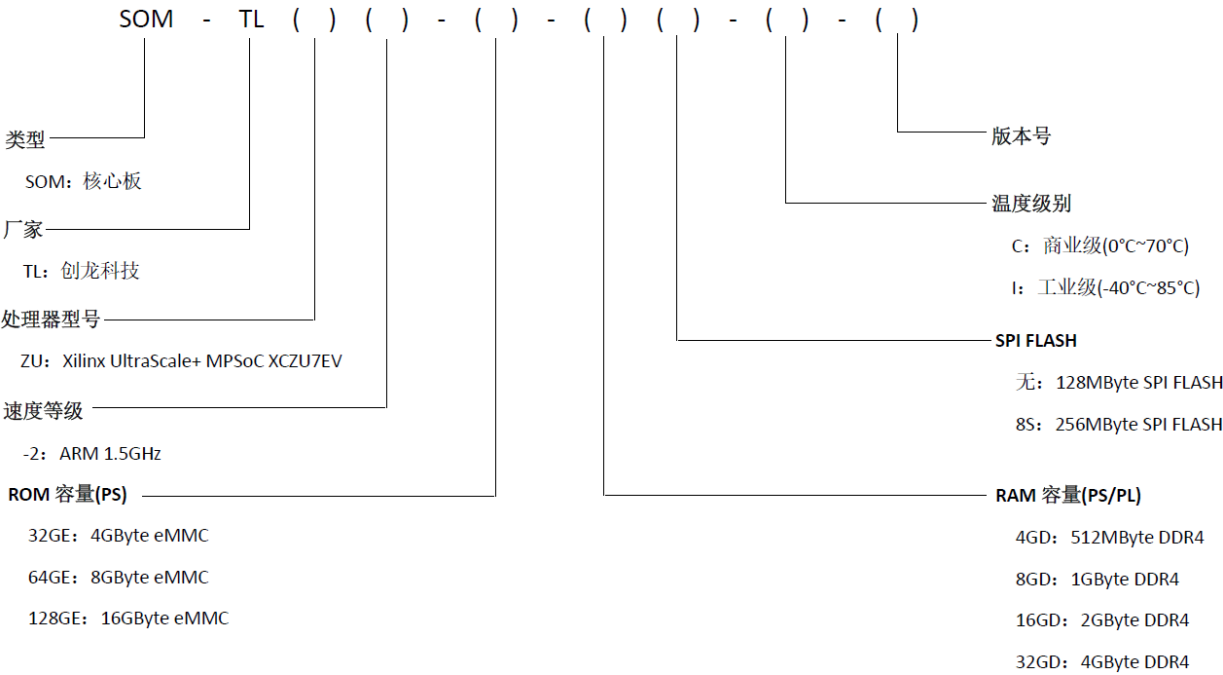 SOM - TL ( ) ( ) - ( ) - ( ) ( ) - ( ) - ( )
类型
SOM：核心板
厂家
TL：创龙科技
处理器型号
ZU：Xilinx UltraScale+ MPSoC XCZU7EV
速度等级
-2：ARM 1.5GHz
ROM 容量(PS)
32GE：4GByte eMMC
64GE：8GByte eMMC
128GE：16GByte eMMC
版本号
温度级别
C：商业级(0°C~70°C)
I：工业级(-40°C~85°C)
SPI FLASH
无：128MByte SPI FLASH
8S：256MByte SPI FLASH
RAM 容量(PS/PL)
4GD：512MByte DDR4
8GD：1GByte DDR4
16GD：2GByte DDR4
32GD：4GByte DDR4